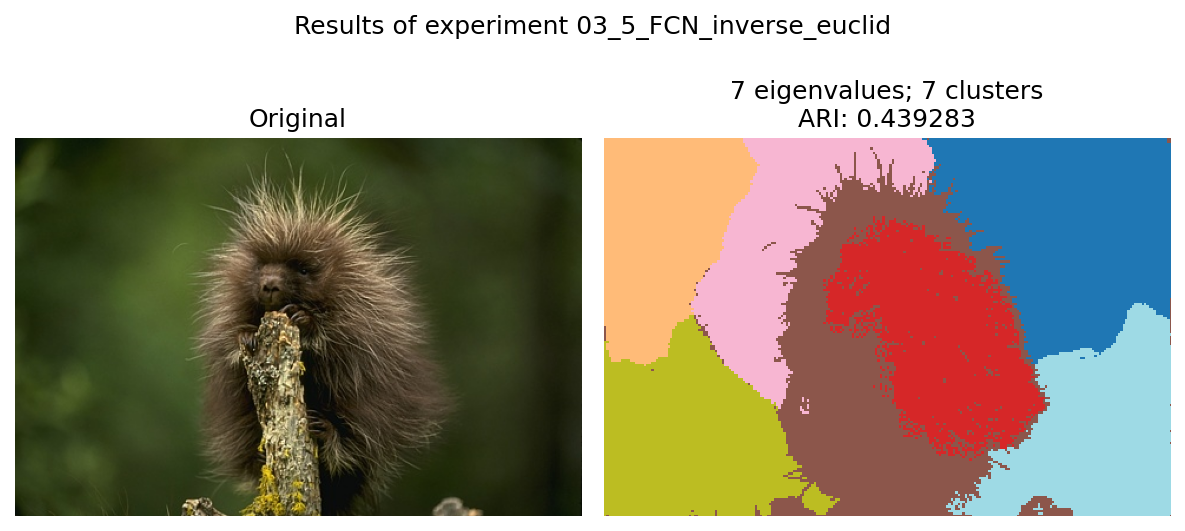 Results of experiment 03_5_FCN_inverse_euclid
Original
7 eigenvalues; 7 clusters
ARI: 0.439283